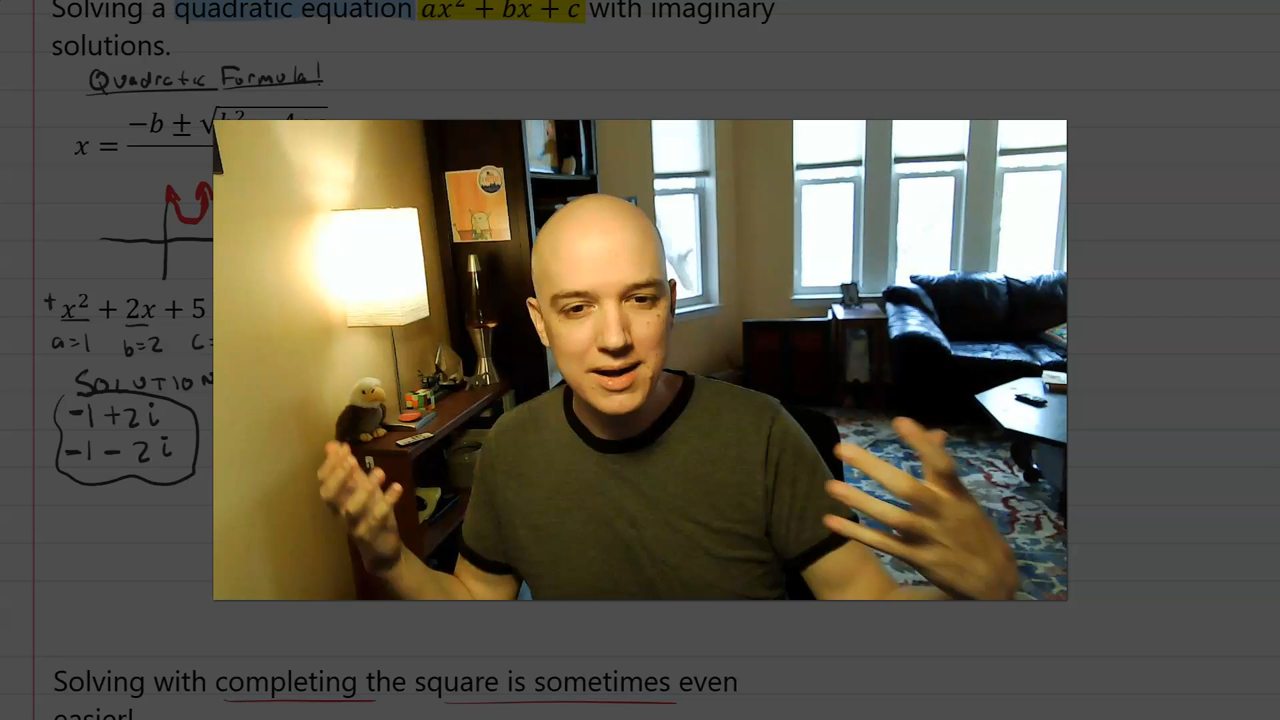 Solving a quadratic equation ax² + bx + c with imaginary
solutions.
Quadratic Formula!
x = −b ± √
+ x² + 2x + 5
a=1 b=2 c=
SOLUTION
-1+2i
-1-2i
Solving with completing the square is sometimes even
easier!